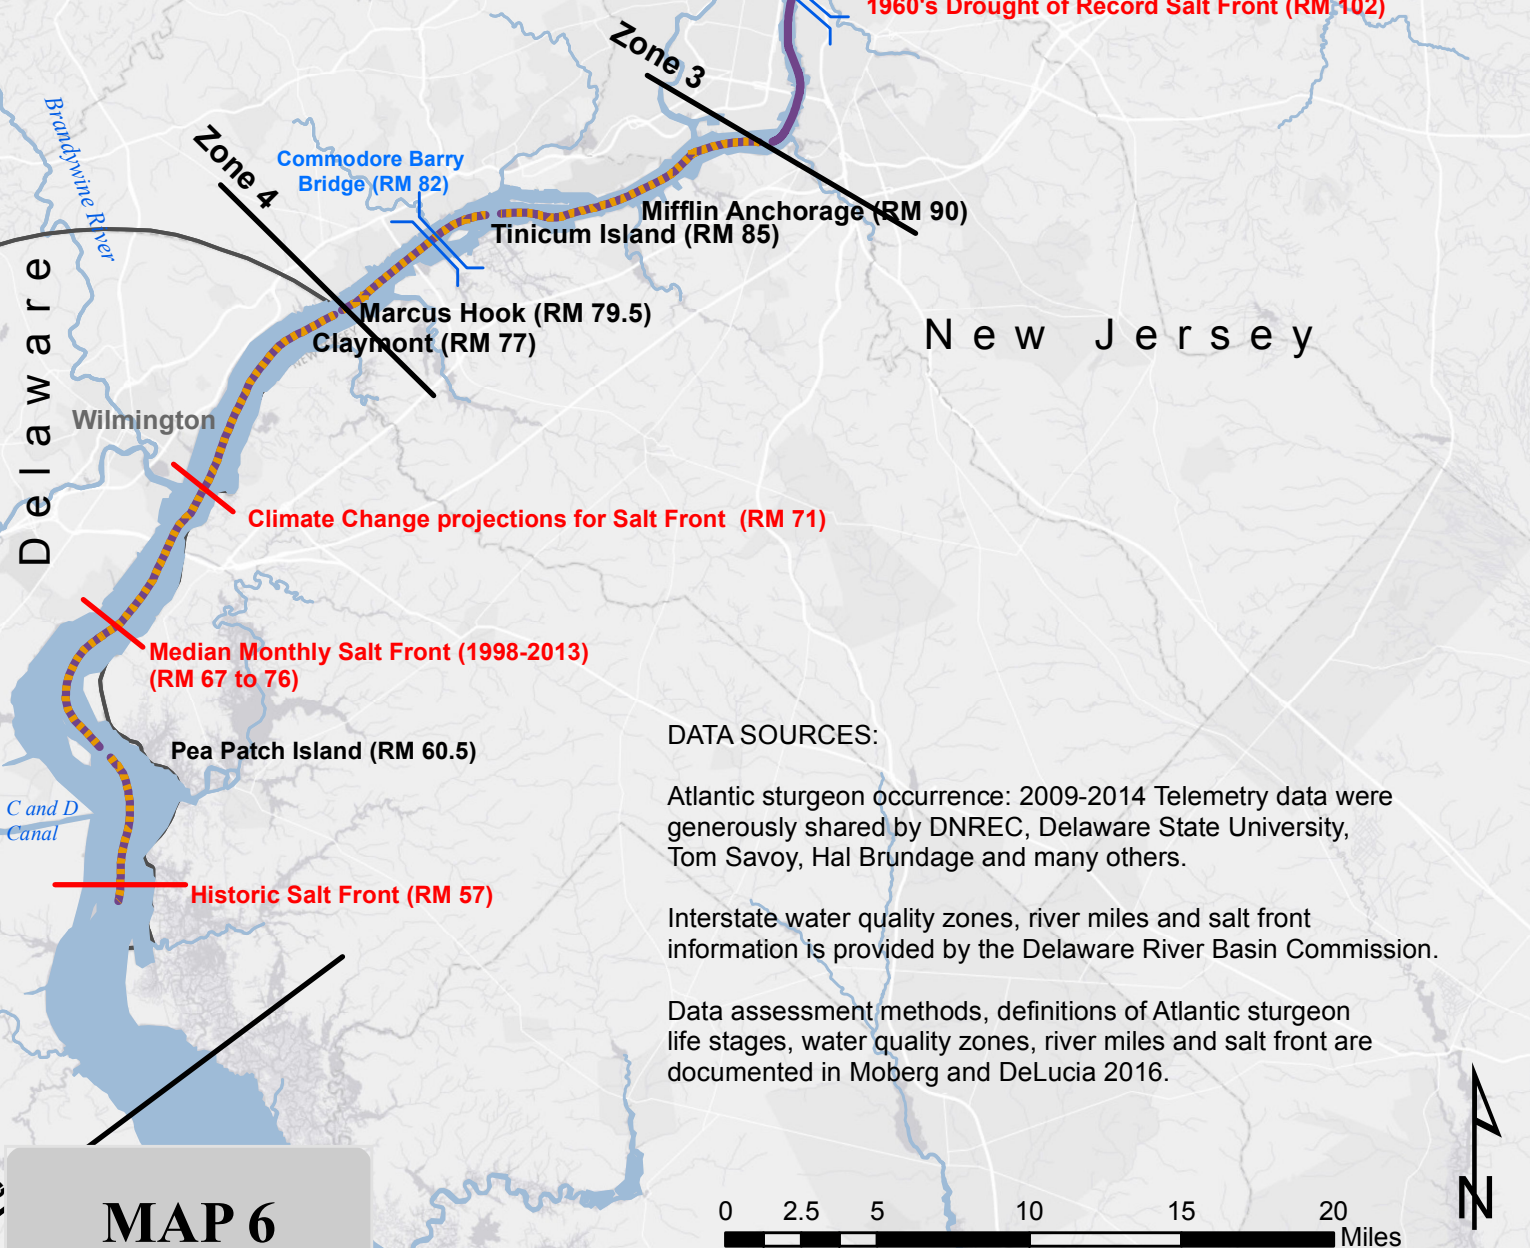 1960's Drought of Record Salt Front (RM 102)
Zone 3
Brandywine River
Zone 4
Commodore Barry
Bridge (RM 82)
Mifflin Anchorage (RM 90)
Tinicum Island (RM 85)
Delaware
Marcus Hook (RM 79.5)
New Jersey
Claymont (RM 77)
Wilmington
Climate Change projections for Salt Front (RM 71)
Median Monthly Salt Front (1998-2013)
(RM 67 to 76)
Pea Patch Island (RM 60.5)
C and D
Canal
Historic Salt Front (RM 57)
DATA SOURCES:
Atlantic sturgeon occurrence: 2009-2014 Telemetry data were
generously shared by DNREC, Delaware State University,
Tom Savoy, Hal Brundage and many others.
Interstate water quality zones, river miles and salt front
information is provided by the Delaware River Basin Commission.
Data assessment methods, definitions of Atlantic sturgeon
life stages, water quality zones, river miles and salt front are
documented in Moberg and DeLucia 2016.
MAP 6
0 2.5 5 10 15 20
Miles
N